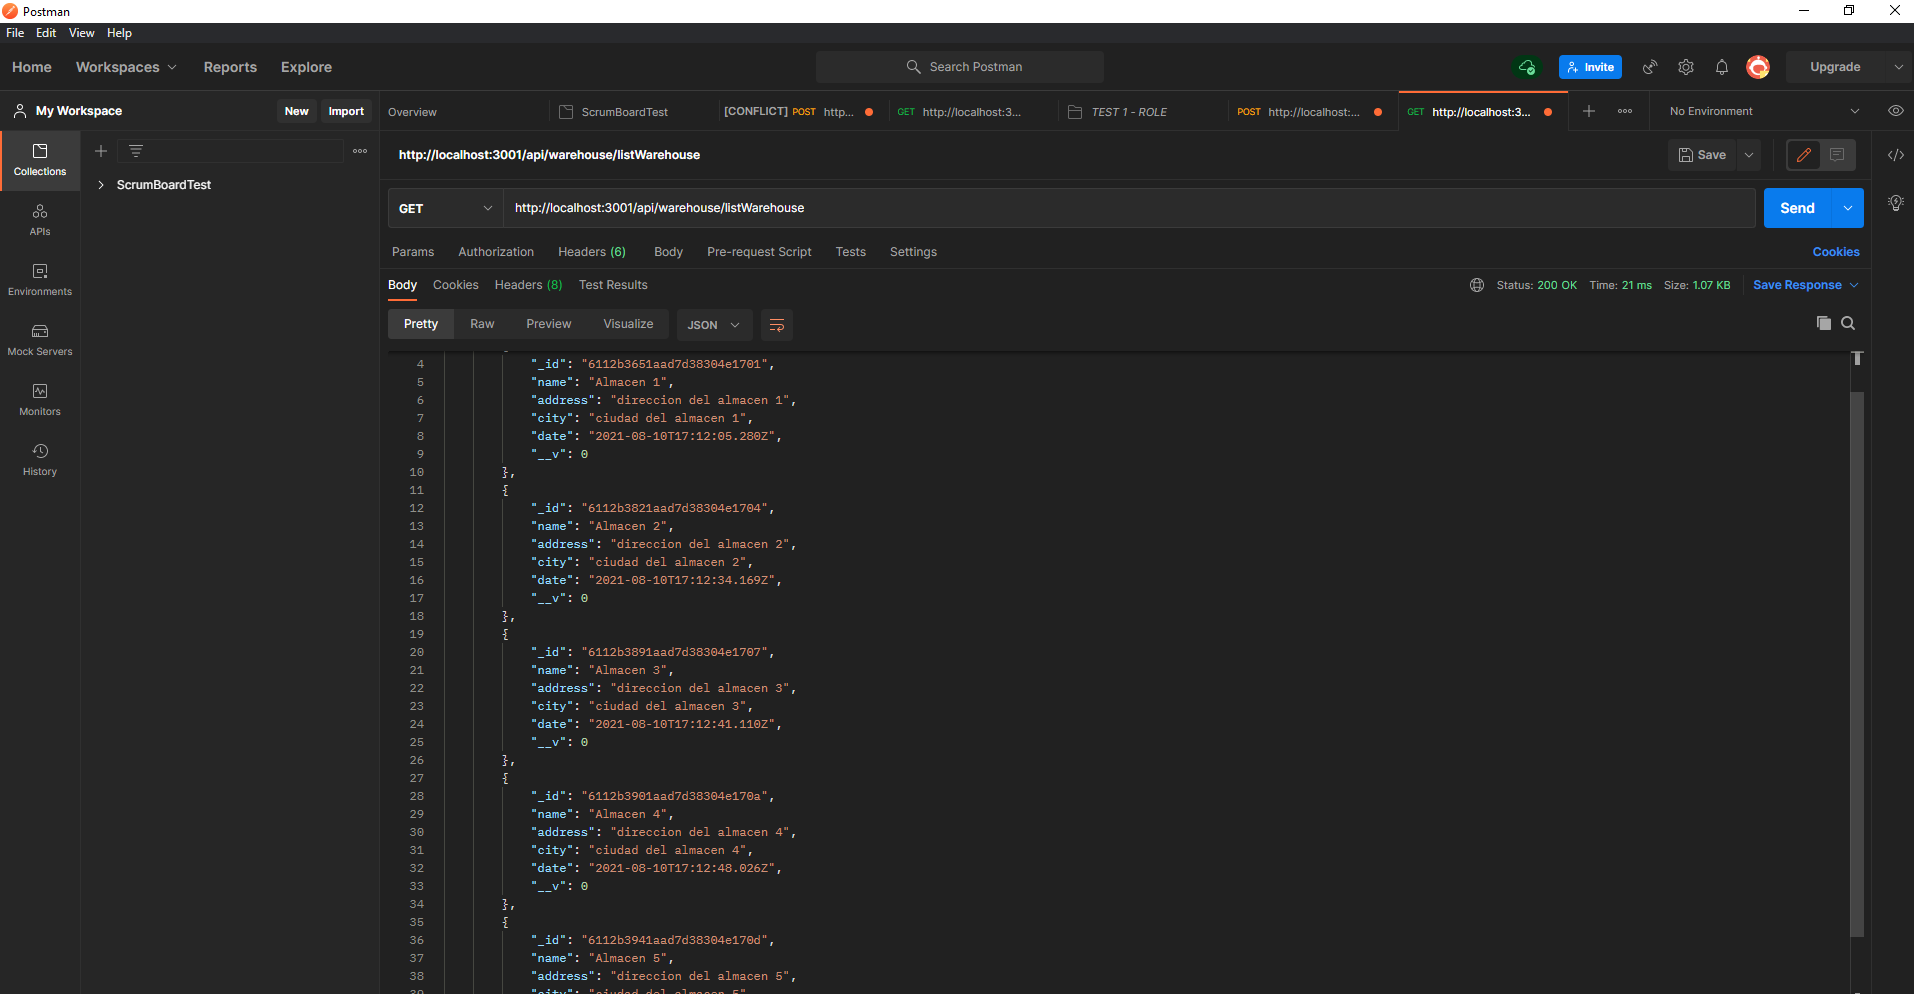 Postman
File Edit View Help
Home Workspaces Reports Explore Search Postman Invite Upgrade
My Workspace New Import Overview ScrumBoardTest [CONFLICT] POST http... GET http://localhost:3... TEST 1 - ROLE POST http://localhost:... GET http://localhost:3... No Environment
Collections
APIs
Environments
Mock Servers
Monitors
History
ScrumBoardTest
http://localhost:3001/api/warehouse/listWarehouse Save
GET http://localhost:3001/api/warehouse/listWarehouse Send
Params Authorization Headers (6) Body Pre-request Script Tests Settings Cookies
Body Cookies Headers (8) Test Results Status: 200 OK Time: 21 ms Size: 1.07 KB Save Response
Pretty Raw Preview Visualize JSON
4 "_id": "6112b3651aad7d38304e1701",
5 "name": "Almacen 1",
6 "address": "direccion del almacen 1",
7 "city": "ciudad del almacen 1",
8 "date": "2021-08-10T17:12:05.280Z",
9 "__v": 0
10 },
11 {
12 "_id": "6112b3821aad7d38304e1704",
13 "name": "Almacen 2",
14 "address": "direccion del almacen 2",
15 "city": "ciudad del almacen 2",
16 "date": "2021-08-10T17:12:34.169Z",
17 "__v": 0
18 },
19 {
20 "_id": "6112b3891aad7d38304e1707",
21 "name": "Almacen 3",
22 "address": "direccion del almacen 3",
23 "city": "ciudad del almacen 3",
24 "date": "2021-08-10T17:12:41.110Z",
25 "__v": 0
26 },
27 {
28 "_id": "6112b3901aad7d38304e170a",
29 "name": "Almacen 4",
30 "address": "direccion del almacen 4",
31 "city": "ciudad del almacen 4",
32 "date": "2021-08-10T17:12:48.026Z",
33 "__v": 0
34 },
35 {
36 "_id": "6112b3941aad7d38304e170d",
37 "name": "Almacen 5",
38 "address": "direccion del almacen 5",
39 "city": "ciudad del almacen 5",